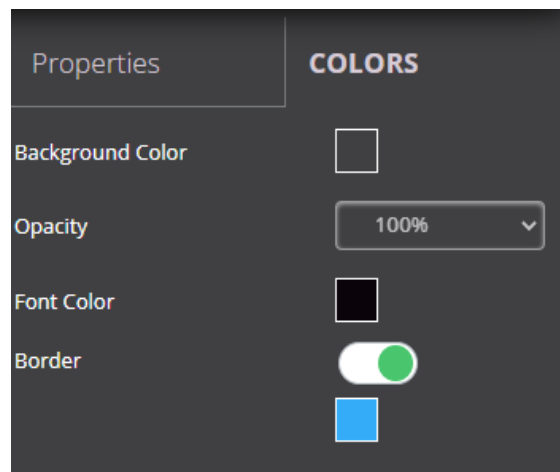 Properties COLORS
Background Color
Opacity 100%
Font Color
Border